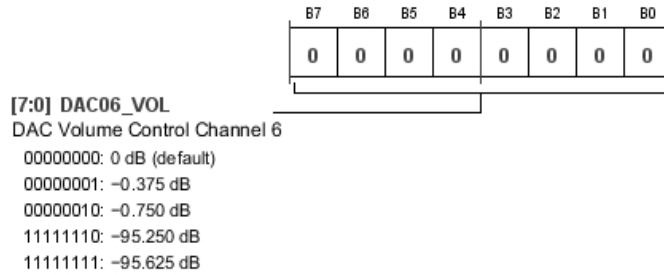 B7 B6 B5 B4 B3 B2 B1 B0
0 0 0 0 0 0 0 0
[7:0] DAC06_VOL
DAC Volume Control Channel 6
00000000: 0 dB (default)
00000001: −0.375 dB
00000010: −0.750 dB
11111110: −95.250 dB
11111111: −95.625 dB